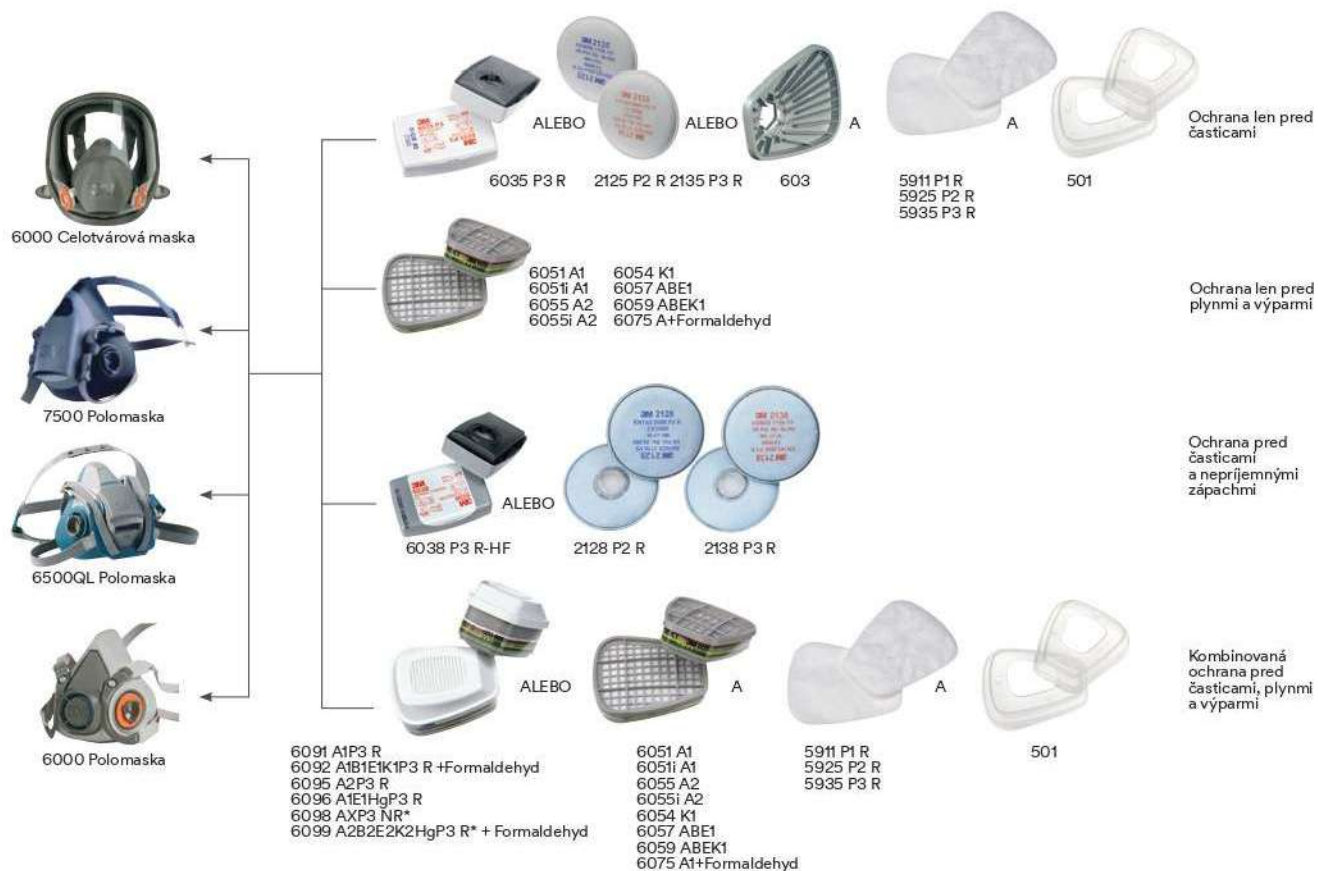 ALEBO
ALEBO
A
A
Ochrana len pred
časticami
6035 P3 R
2125 P2 R 2135 P3 R
603
5911 P1 R
5925 P2 R
5935 P3 R
501
6000 Celotvárová maska
6051 A1
6051i A1
6055 A2
6055i A2
6054 K1
6057 ABE1
6059 ABEK1
6075 A+Formaldehyd
Ochrana len pred
plynmi a výparmi
7500 Polomaska
3M 2128
3M 2138
ALEBO
Ochrana pred
časticami
a nepríjemnými
zápachmi
6038 P3 R-HF
2128 P2 R
2138 P3 R
6500QL Polomaska
ALEBO
A
A
Kombinovaná
ochrana pred
časticami, plynmi
a výparmi
6000 Polomaska
6091 A1P3 R
6092 A1B1E1K1P3 R +Formaldehyd
6095 A2P3 R
6096 A1E1HgP3 R
6098 AXP3 NR*
6099 A2B2E2K2HgP3 R* + Formaldehyd
6051 A1
6051i A1
6055 A2
6055i A2
6054 K1
6057 ABE1
6059 ABEK1
6075 A1+Formaldehyd
5911 P1 R
5925 P2 R
5935 P3 R
501